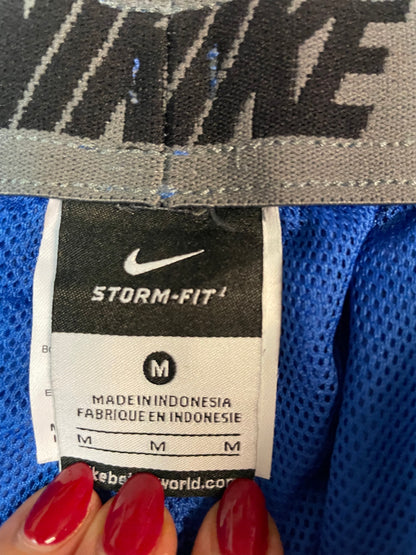 NIKE
STORM-FIT
M
MADE IN INDONESIA
FABRIQUE EN INDONESIE
M M M